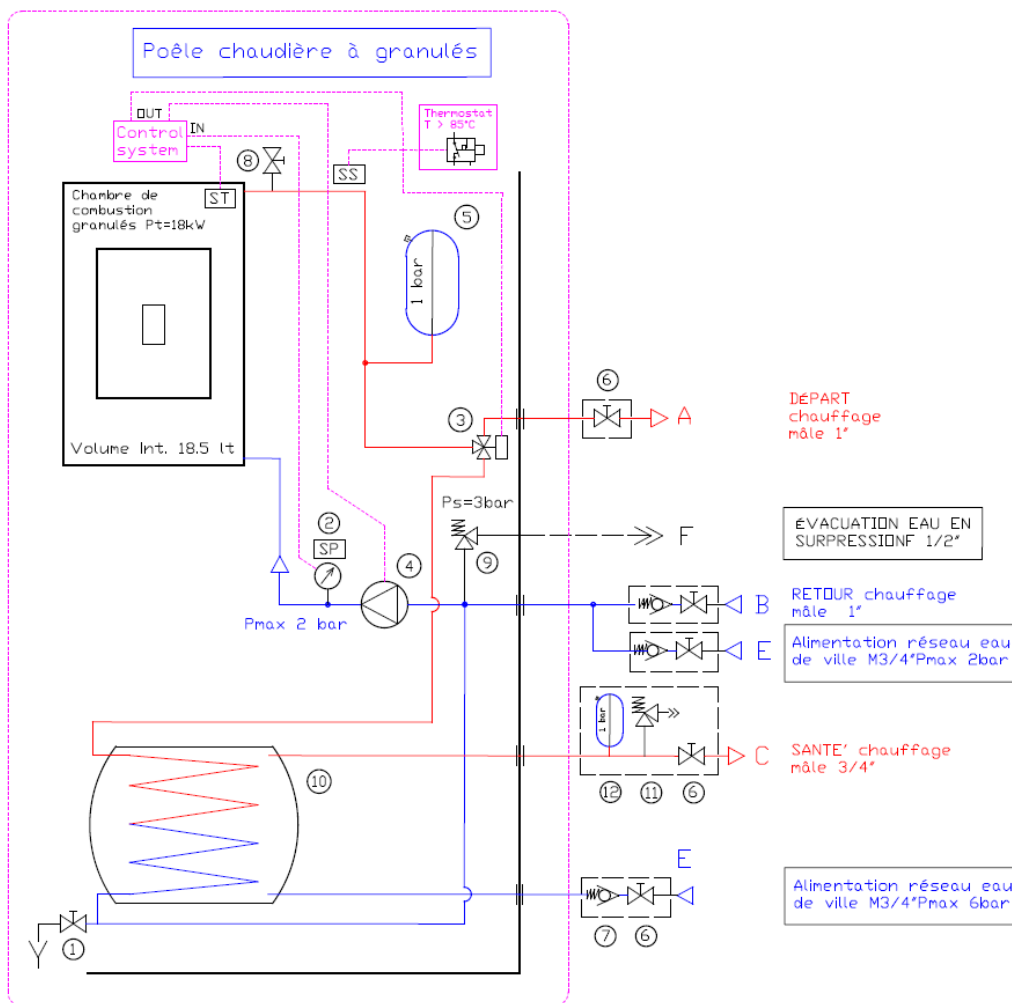 Poêle chaudière à granulés
OUT
IN
Control
system
Thermostat
T > 85°C
8
SS
ST
Chambre de
combustion
granulés Pt=18kW
5
1 bar
6
3
A
DÉPART
chauffage
mâle 1"
Volume Int. 18.5 lt
Ps=3bar
2
SP
4
9
F
ÉVACUATION EAU EN
SURPRESSIONF 1/2"
Pmax 2 bar
B
RETOUR chauffage
mâle 1"
E
Alimentation réseau eau
de ville M3/4"Pmax 2bar
1 bar
C
SANTE' chauffage
mâle 3/4"
10
12
11
6
E
Alimentation réseau eau
de ville M3/4"Pmax 6bar
1
7
6